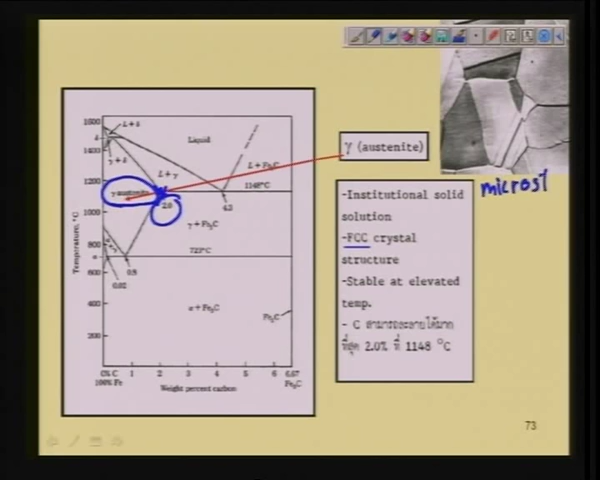 L+δ
1600
δ
Liquid
1400
γ+δ
L+γ
L+Fe₃C
γ (austenite)
1200
1148°C
γ austenite
2.0
4.3
1000
γ+Fe₃C
Temperature, °C
800
723°C
0.8
600
0.02
α+Fe₃C
400
Fe₃C
200
0% C
100% Fe
1 2 3 4 5 6 6.67
Fe₃C
Weight percent carbon
microst
-Institutional solid
solution
-FCC crystal
structure
-Stable at elevated
temp.
- C สามารถละลายได้มาก
ที่สุด 2.0% ที่ 1148 °C
73